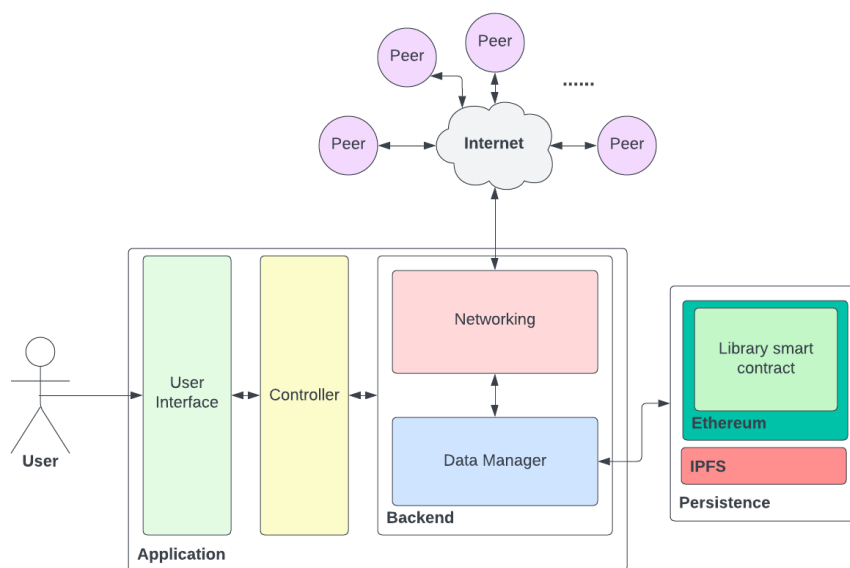 Peer
Peer
......
Peer
Internet
Peer
Networking
User
Interface
Controller
Data Manager
Backend
Application
User
Library smart
contract
Ethereum
IPFS
Persistence